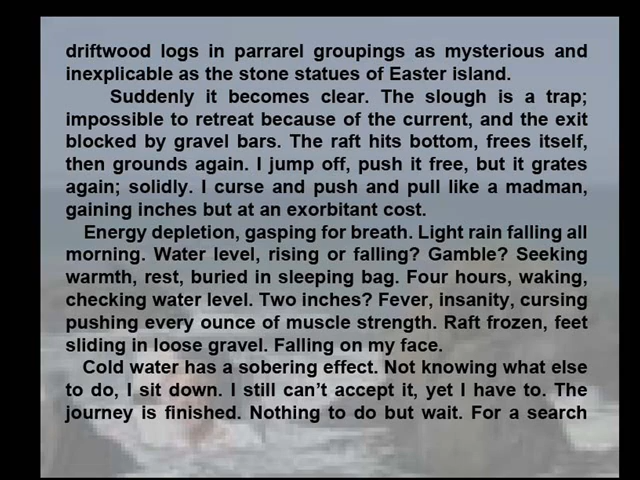 driftwood logs in pararel groupings as mysterious and
inexplicable as the stone statues of Easter island.
Suddenly it becomes clear. The slough is a trap;
impossible to retreat because of the current, and the exit
blocked by gravel bars. The raft hits bottom, frees itself,
then grounds again. I jump off, push it free, but it grates
again; solidly. I curse and push and pull like a madman,
gaining inches but at an exorbitant cost.
Energy depletion, gasping for breath. Light rain falling all
morning. Water level, rising or falling? Gamble? Seeking
warmth, rest, buried in sleeping bag. Four hours, waking,
checking water level. Two inches? Fever, insanity, cursing
pushing every ounce of muscle strength. Raft frozen, feet
sliding in loose gravel. Falling on my face.
Cold water has a sobering effect. Not knowing what else
to do, I sit down. I still can’t accept it, yet I have to. The
journey is finished. Nothing to do but wait. For a search